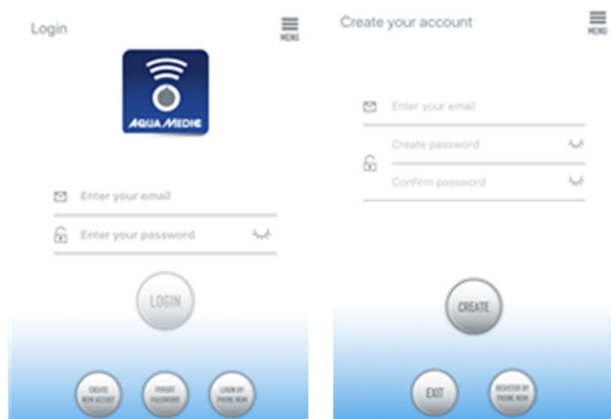 Login
MENU
AQUA MEDIC
Enter your email
Enter your password
LOGIN
CREATE
NEW ACCOUT
FORGOT
PASSWORD
LOGIN BY
PHONE NUM
Create your account
MENU
Enter your email
Create password
Confirm password
CREATE
EXIT
REGISTER BY
PHONE NUM